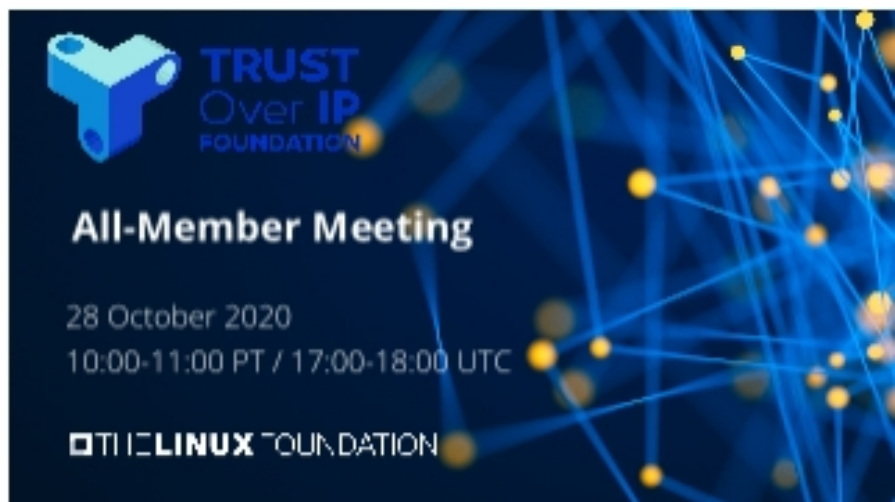 TRUST
Over IP
FOUNDATION
All-Member Meeting
28 October 2020
10:00-11:00 PT / 17:00-18:00 UTC
THE LINUX FOUNDATION